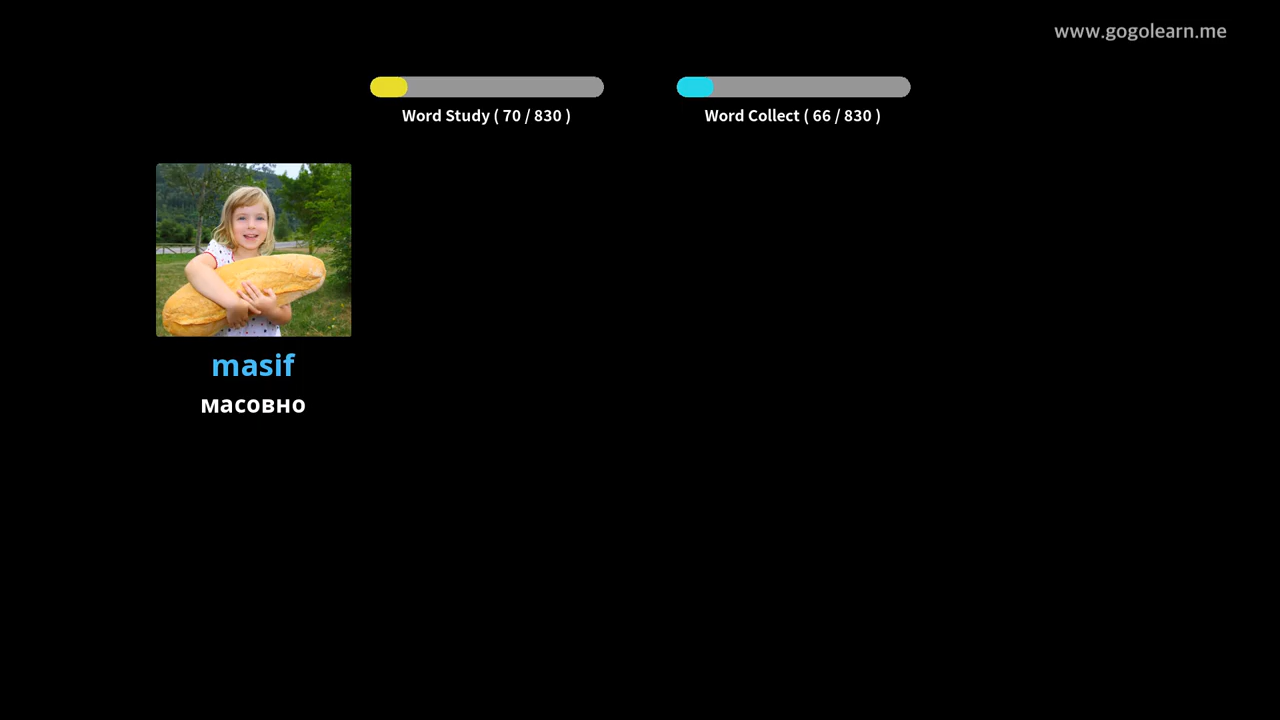 www.gogolearn.me
Word Study ( 70 / 830 )
Word Collect ( 66 / 830 )
masif
масовно